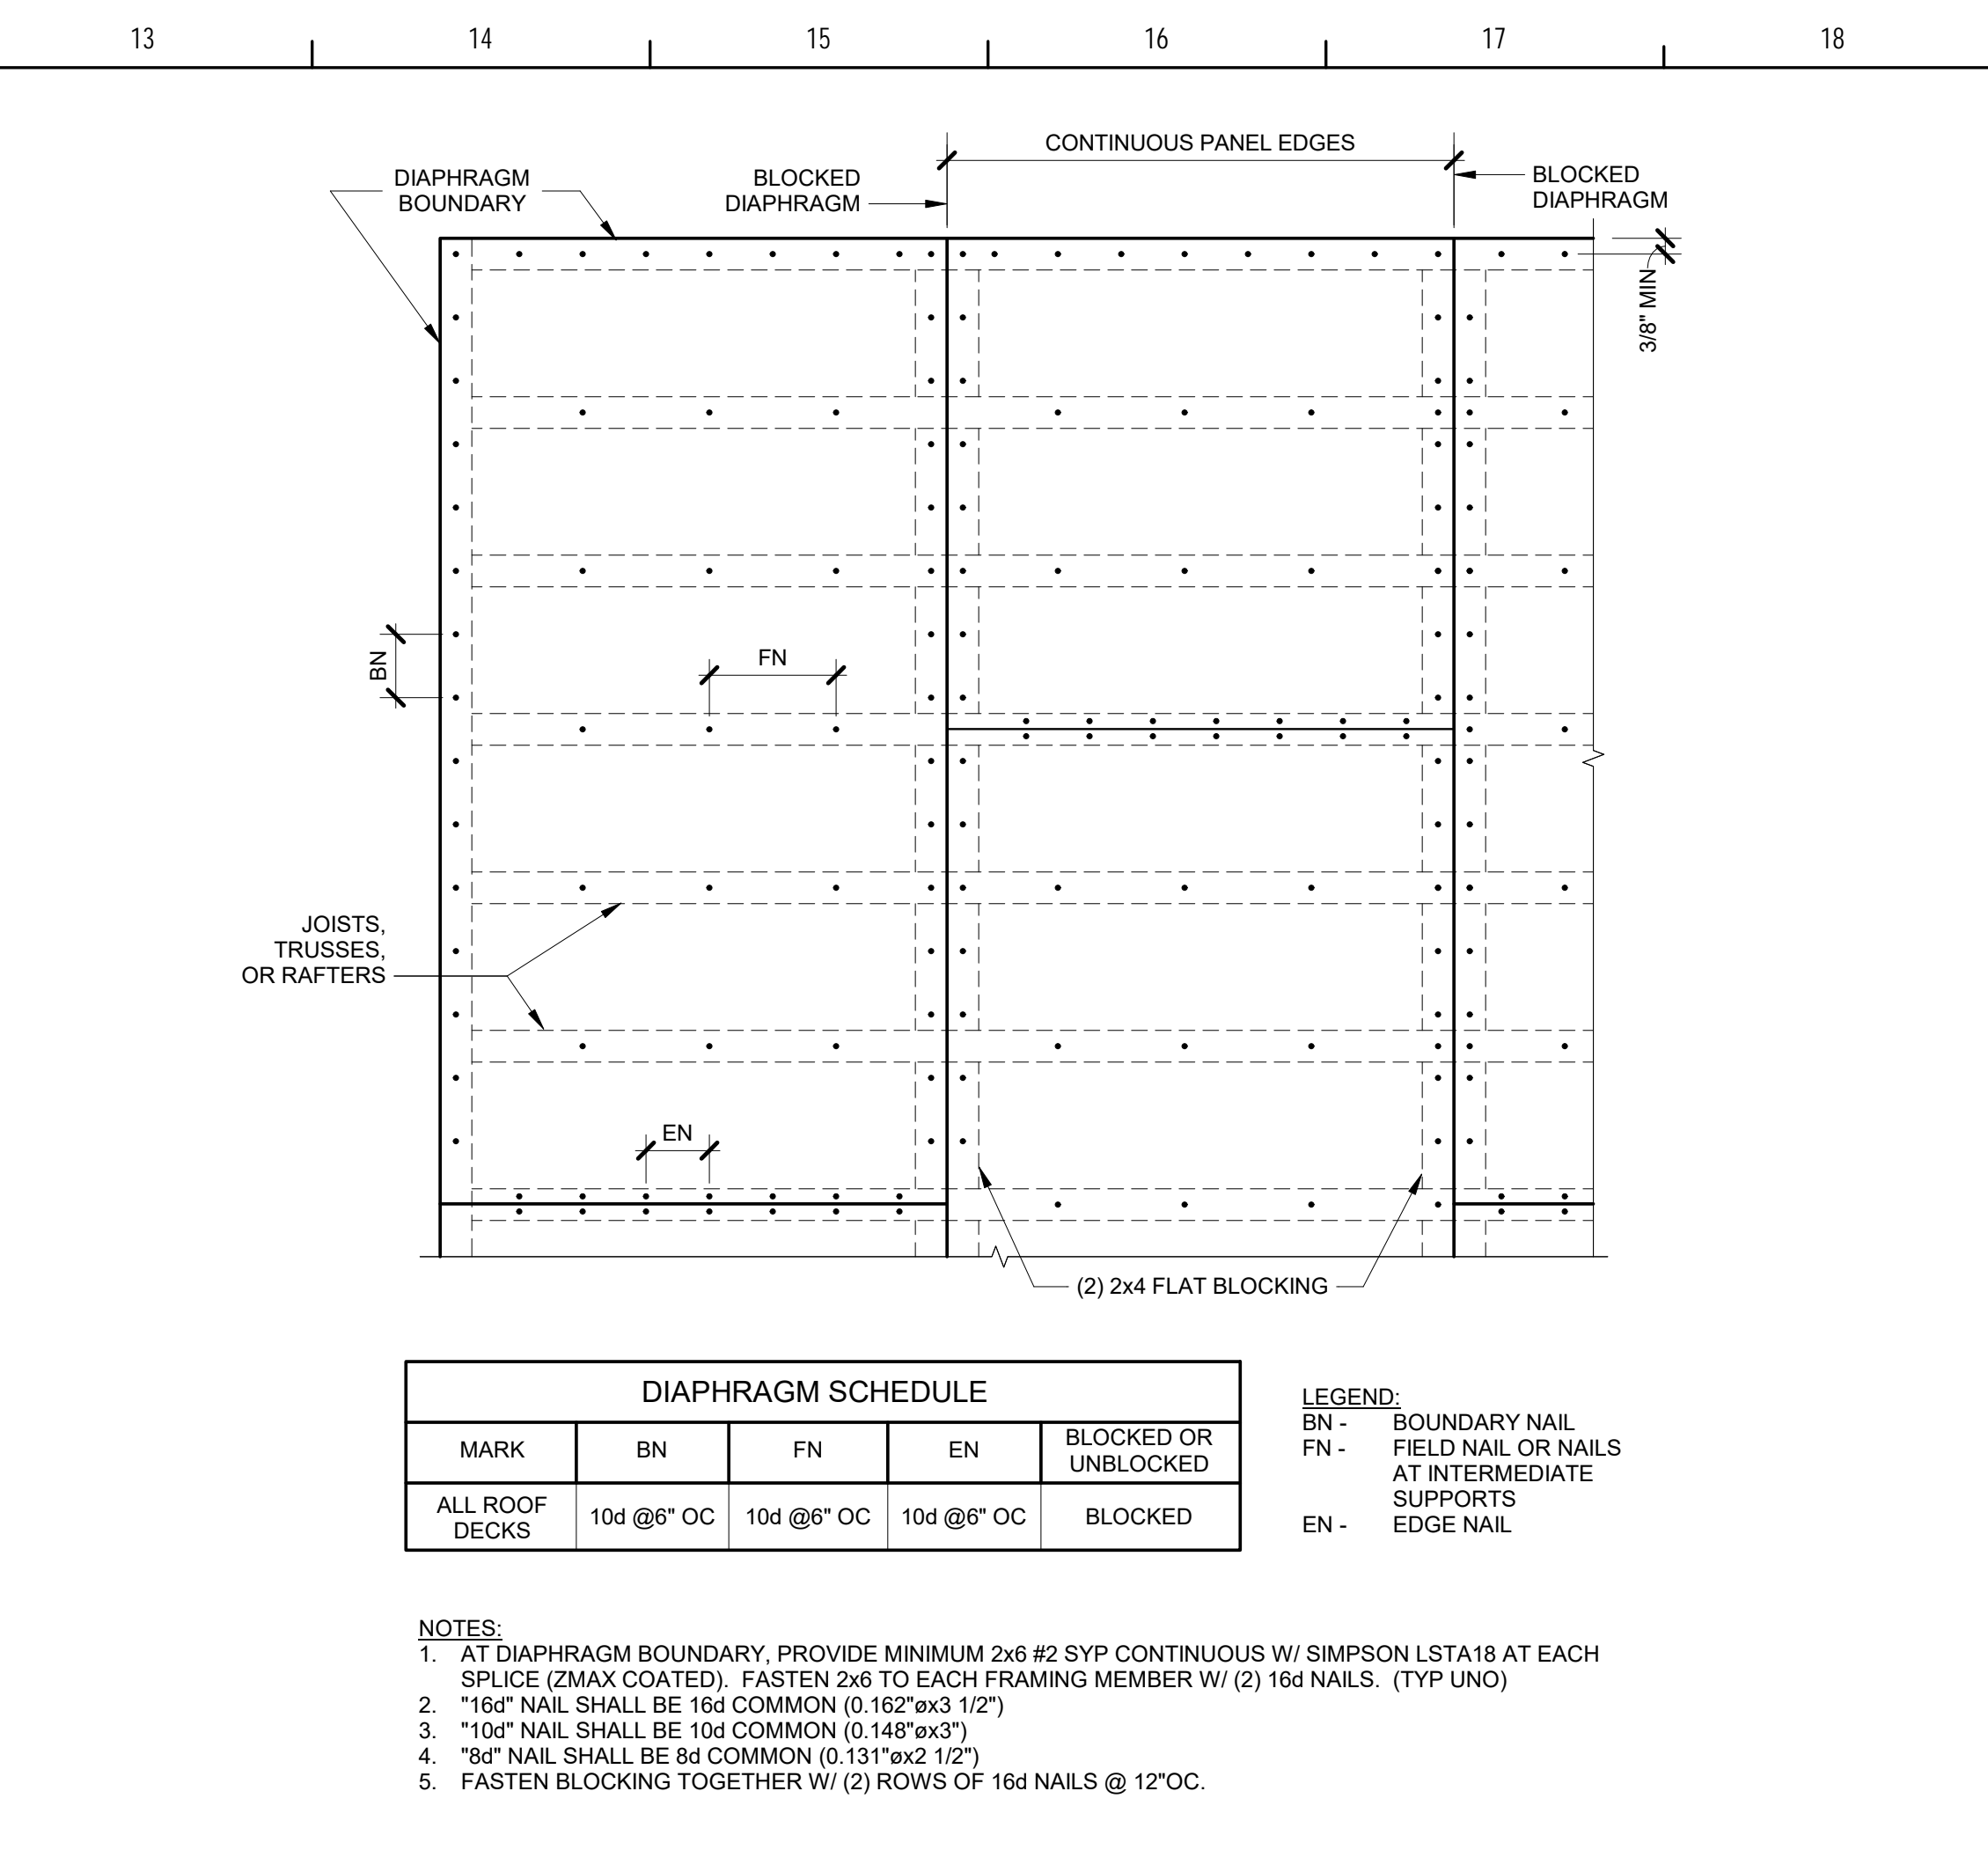 13 14 15 16 17 18
CONTINUOUS PANEL EDGES
DIAPHRAGM
BOUNDARY
BLOCKED
DIAPHRAGM
BLOCKED
DIAPHRAGM
3/8" MIN
BN
FN
JOISTS,
TRUSSES,
OR RAFTERS
EN
(2) 2x4 FLAT BLOCKING
DIAPHRAGM SCHEDULE
MARK BN FN EN BLOCKED OR
UNBLOCKED
ALL ROOF
DECKS 10d @6" OC 10d @6" OC 10d @6" OC BLOCKED
LEGEND:
BN - BOUNDARY NAIL
FN - FIELD NAIL OR NAILS
AT INTERMEDIATE
SUPPORTS
EN - EDGE NAIL
NOTES:
1. AT DIAPHRAGM BOUNDARY, PROVIDE MINIMUM 2x6 #2 SYP CONTINUOUS W/ SIMPSON LSTA18 AT EACH
SPLICE (ZMAX COATED). FASTEN 2x6 TO EACH FRAMING MEMBER W/ (2) 16d NAILS. (TYP UNO)
2. "16d" NAIL SHALL BE 16d COMMON (0.162"øx3 1/2")
3. "10d" NAIL SHALL BE 10d COMMON (0.148"øx3")
4. "8d" NAIL SHALL BE 8d COMMON (0.131"øx2 1/2")
5. FASTEN BLOCKING TOGETHER W/ (2) ROWS OF 16d NAILS @ 12"OC.